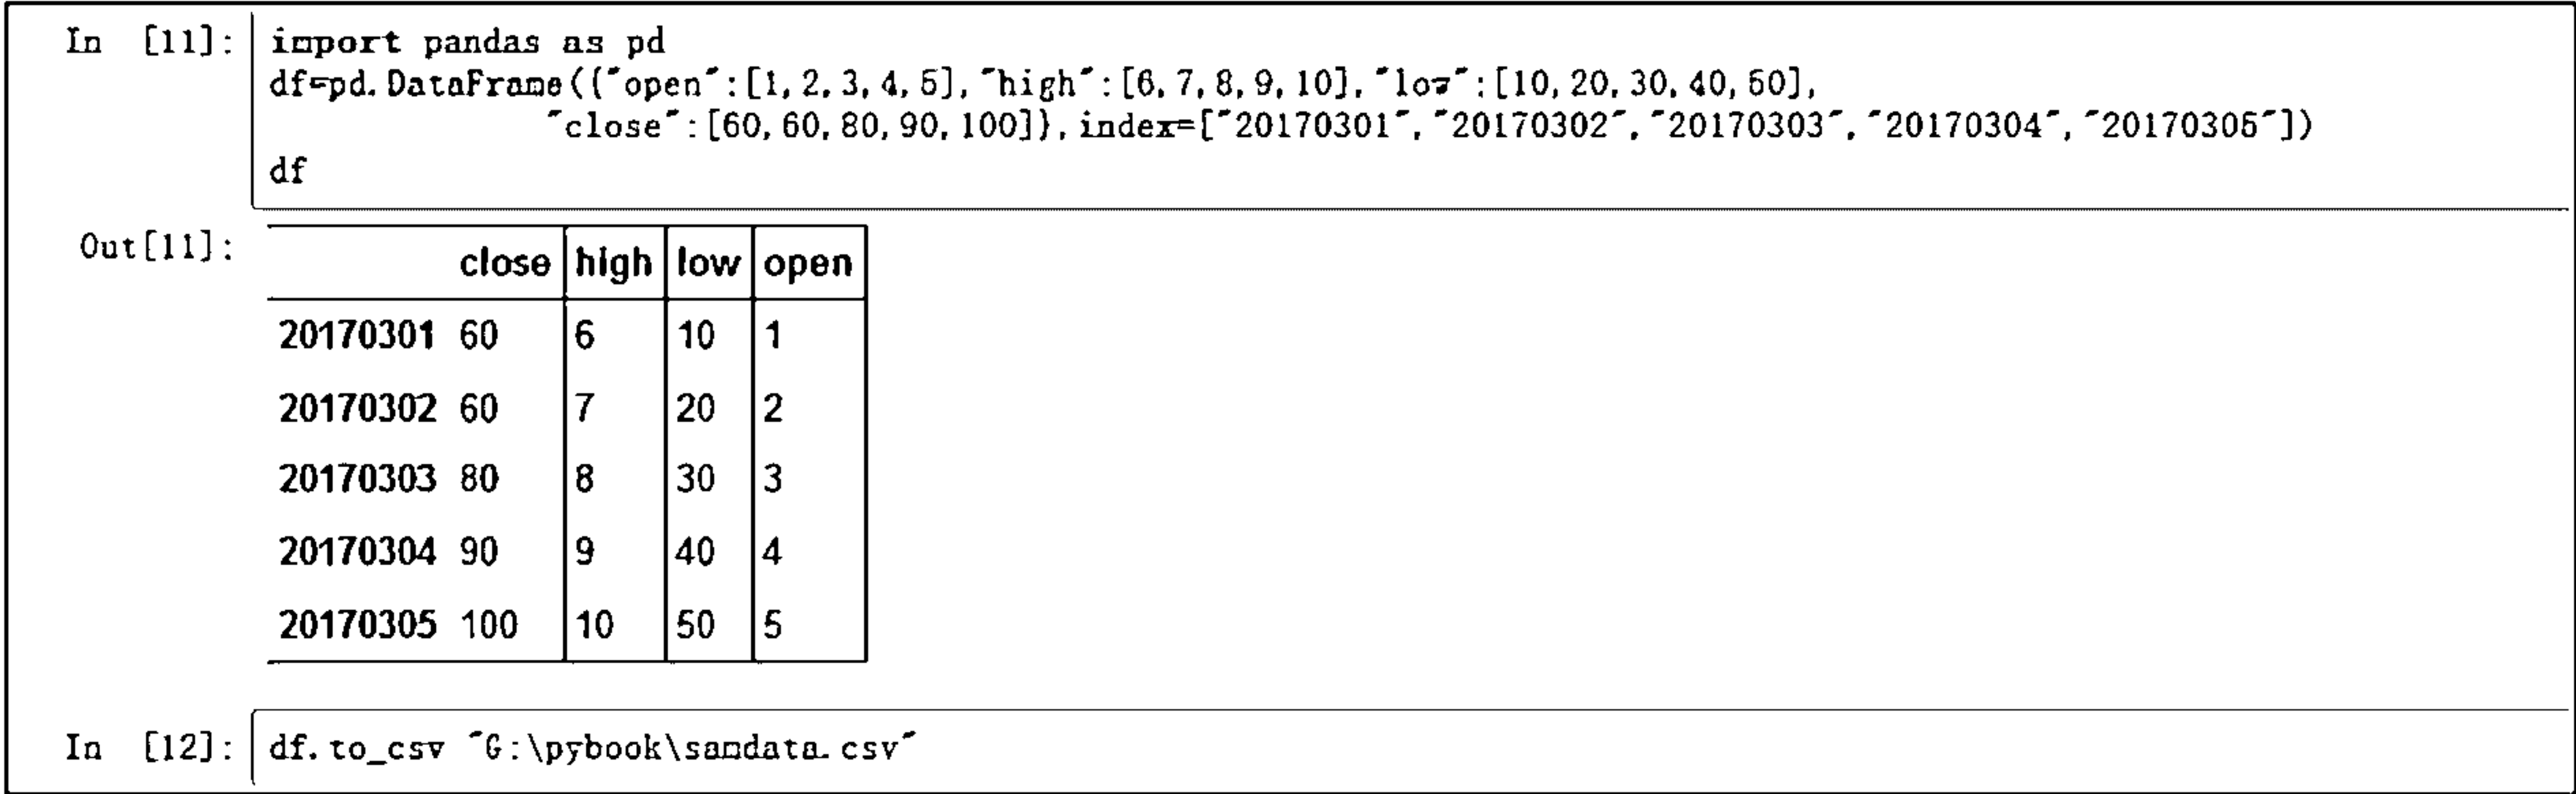 In [11]: import pandas as pd
df=pd.DataFrame({"open":[1,2,3,4,5],"high":[6,7,8,9,10],"low":[10,20,30,40,50],
"close":[60,60,80,90,100]},index=["20170301","20170302","20170303","20170304","20170305"])
df
Out[11]:
close high low open
20170301 60 6 10 1
20170302 60 7 20 2
20170303 80 8 30 3
20170304 90 9 40 4
20170305 100 10 50 5
In [12]: df.to_csv "G:\pybook\samdata.csv"